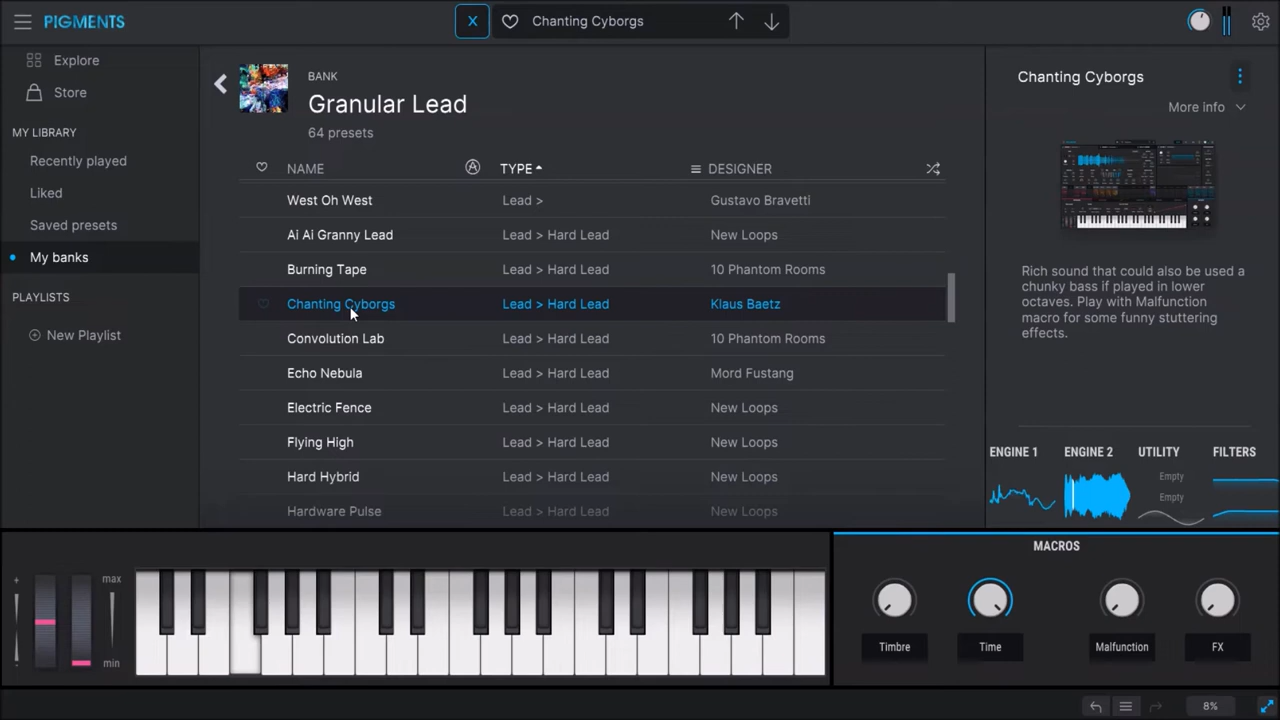 PIGMENTS
X
Chanting Cyborgs
Explore
Store
MY LIBRARY
Recently played
Liked
Saved presets
My banks
PLAYLISTS
New Playlist
BANK
Granular Lead
64 presets
NAME TYPE DESIGNER
West Oh West Lead > Gustavo Bravetti
Ai Ai Granny Lead Lead > Hard Lead New Loops
Burning Tape Lead > Hard Lead 10 Phantom Rooms
Chanting Cyborgs Lead > Hard Lead Klaus Baetz
Convolution Lab Lead > Hard Lead 10 Phantom Rooms
Echo Nebula Lead > Hard Lead Mord Fustang
Electric Fence Lead > Hard Lead New Loops
Flying High Lead > Hard Lead New Loops
Hard Hybrid Lead > Hard Lead New Loops
Hardware Pulse Lead > Hard Lead New Loops
Chanting Cyborgs
More info
Rich sound that could also be used a
chunky bass if played in lower
octaves. Play with Malfunction
macro for some funny stuttering
effects.
ENGINE 1 ENGINE 2 UTILITY FILTERS
Empty
Empty
+ max
- min
MACROS
Timbre Time Malfunction FX
8%